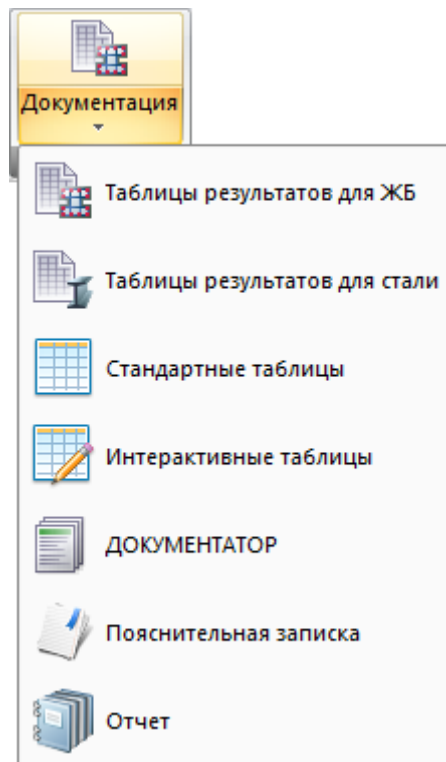 Документация
Таблицы результатов для ЖБ
Таблицы результатов для стали
Стандартные таблицы
Интерактивные таблицы
ДОКУМЕНТАТОР
Пояснительная записка
Отчет